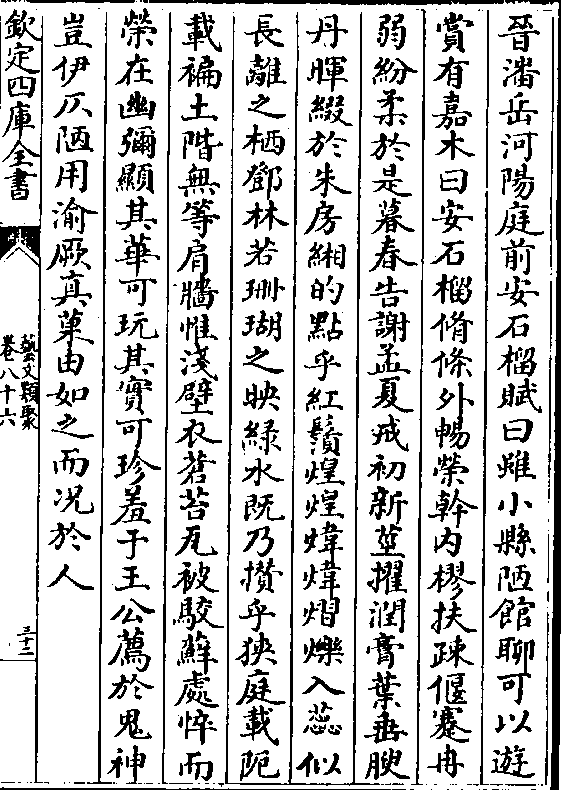 晉潘岳河陽庭前安石榴賦曰雖小縣陋館聊可以遊
賞有嘉木曰安石榴脩條外暢榮幹内樛扶疎偃蹇冉
弱紛柔於是暮春告謝孟夏戒初新莖擢潤膏葉垂腴
丹暉綴於朱房緗的點乎紅鬚煌煌煒煒熠爍入蕊似
長離之栖鄧林若珊瑚之映緑水既乃攅乎狹庭載阨
載褊土階無等肩牆惟淺壁衣蒼苔瓦被駮蘚處悴而
榮在幽彌顯其華可玩其實可珍羞于王公薦於鬼神
豈伊仄陋用渝厥真菓由如之而况於人
欽定四庫全書
藝文類聚
卷八十六
三十二